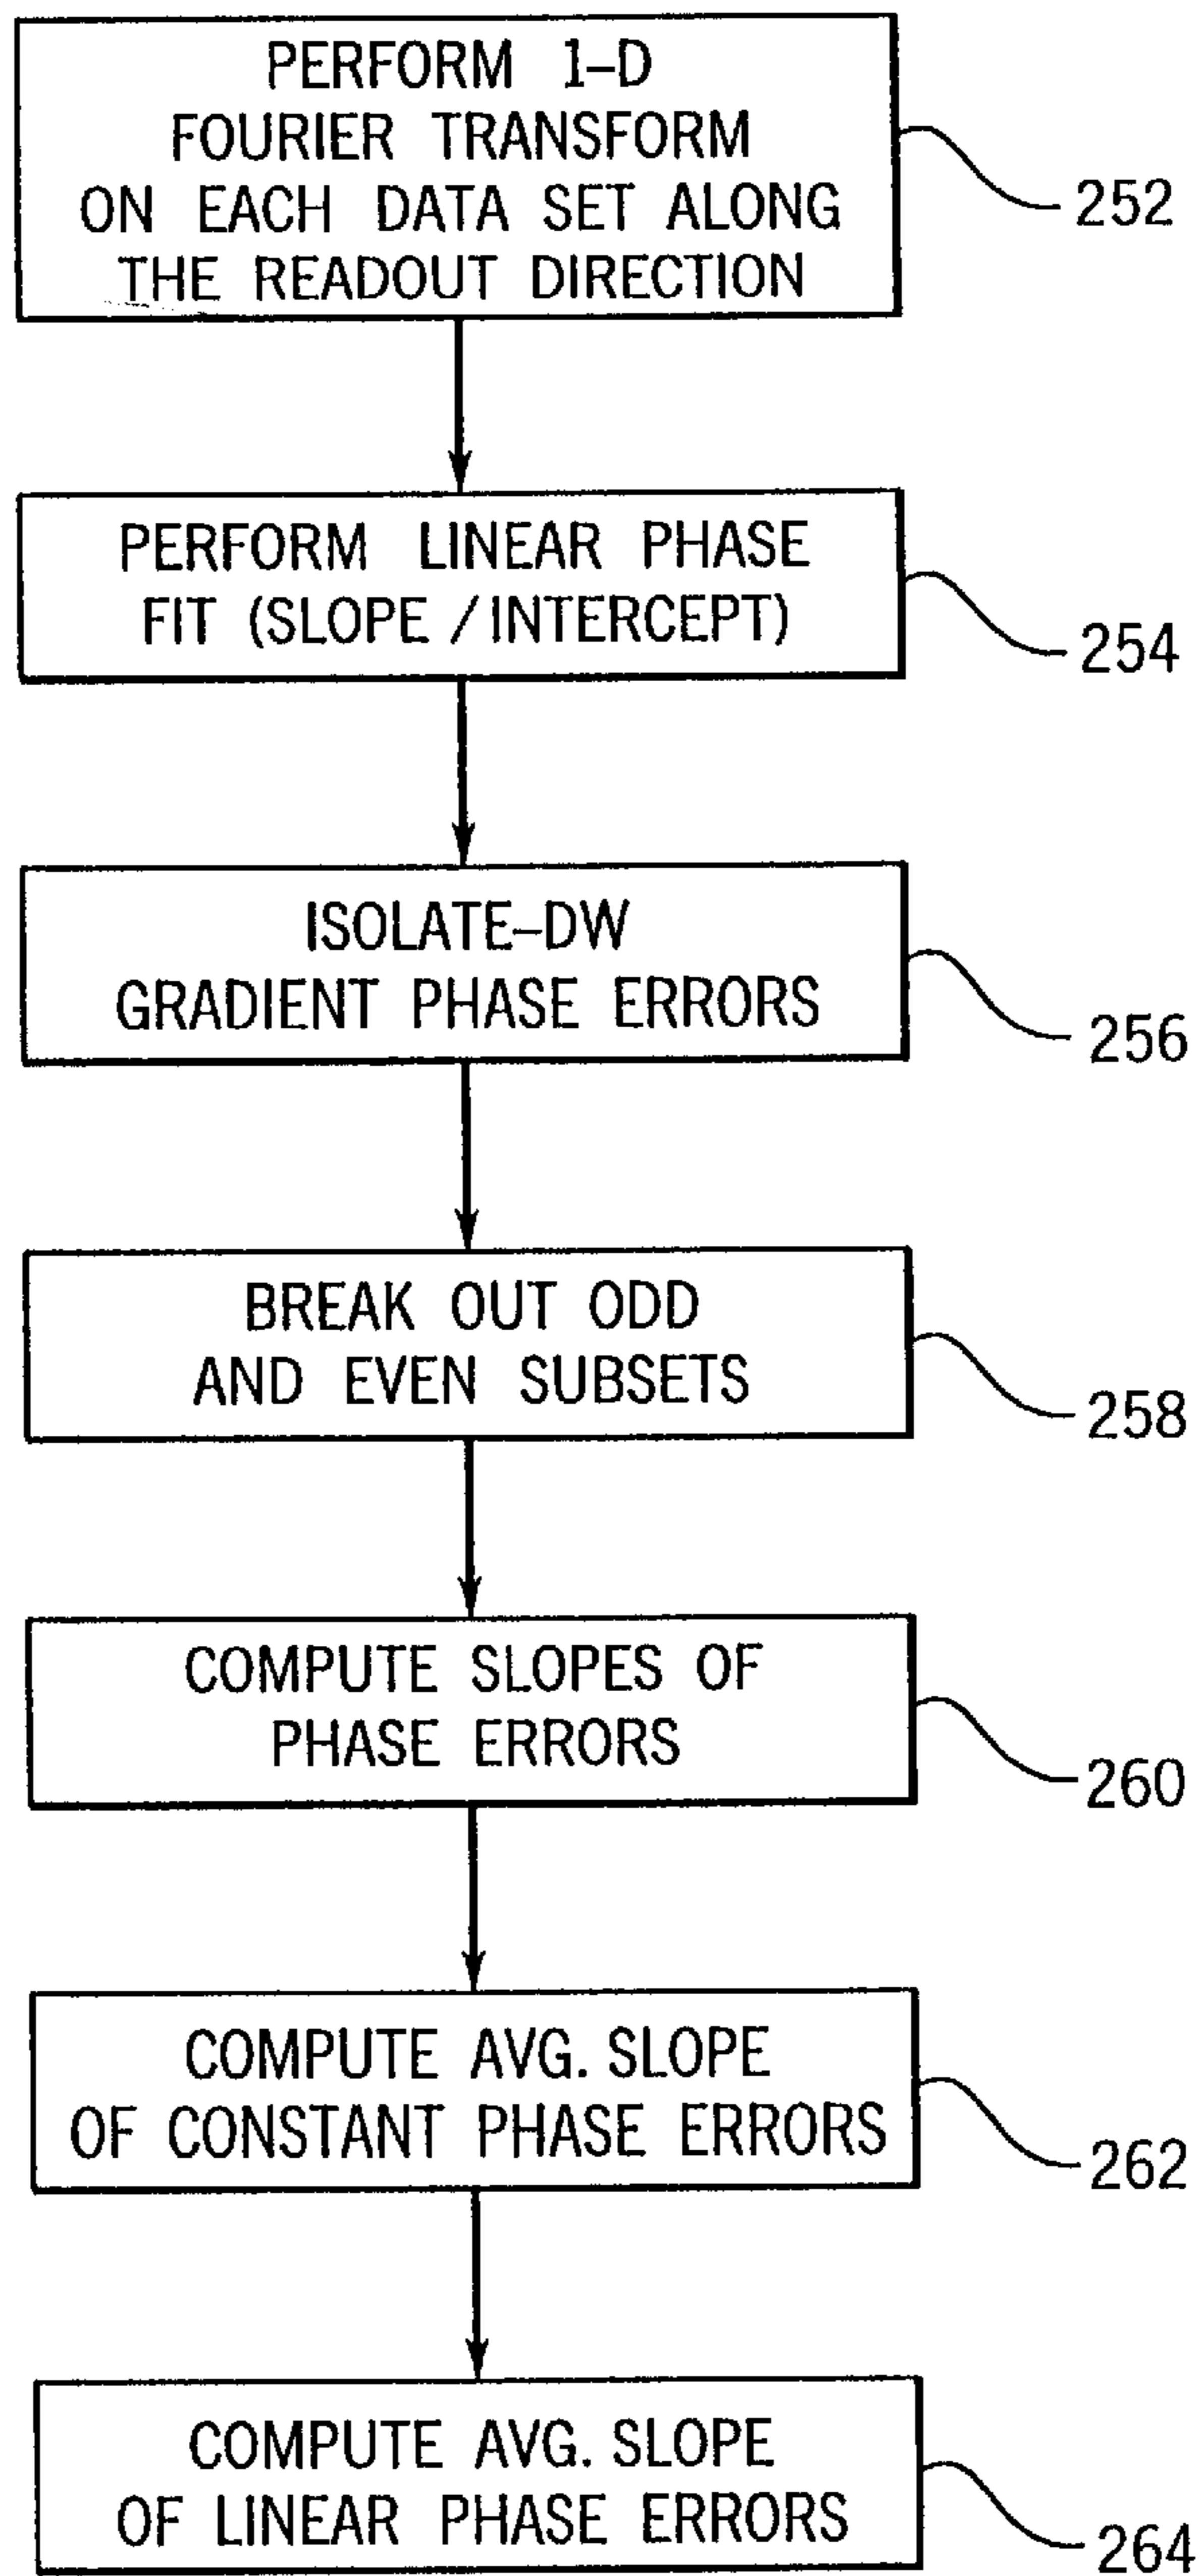 PERFORM 1-D
FOURIER TRANSFORM
ON EACH DATA SET ALONG
THE READOUT DIRECTION
252
PERFORM LINEAR PHASE
FIT (SLOPE / INTERCEPT)
254
ISOLATE-DW
GRADIENT PHASE ERRORS
256
BREAK OUT ODD
AND EVEN SUBSETS
258
COMPUTE SLOPES OF
PHASE ERRORS
260
COMPUTE AVG. SLOPE
OF CONSTANT PHASE ERRORS
262
COMPUTE AVG. SLOPE
OF LINEAR PHASE ERRORS
264